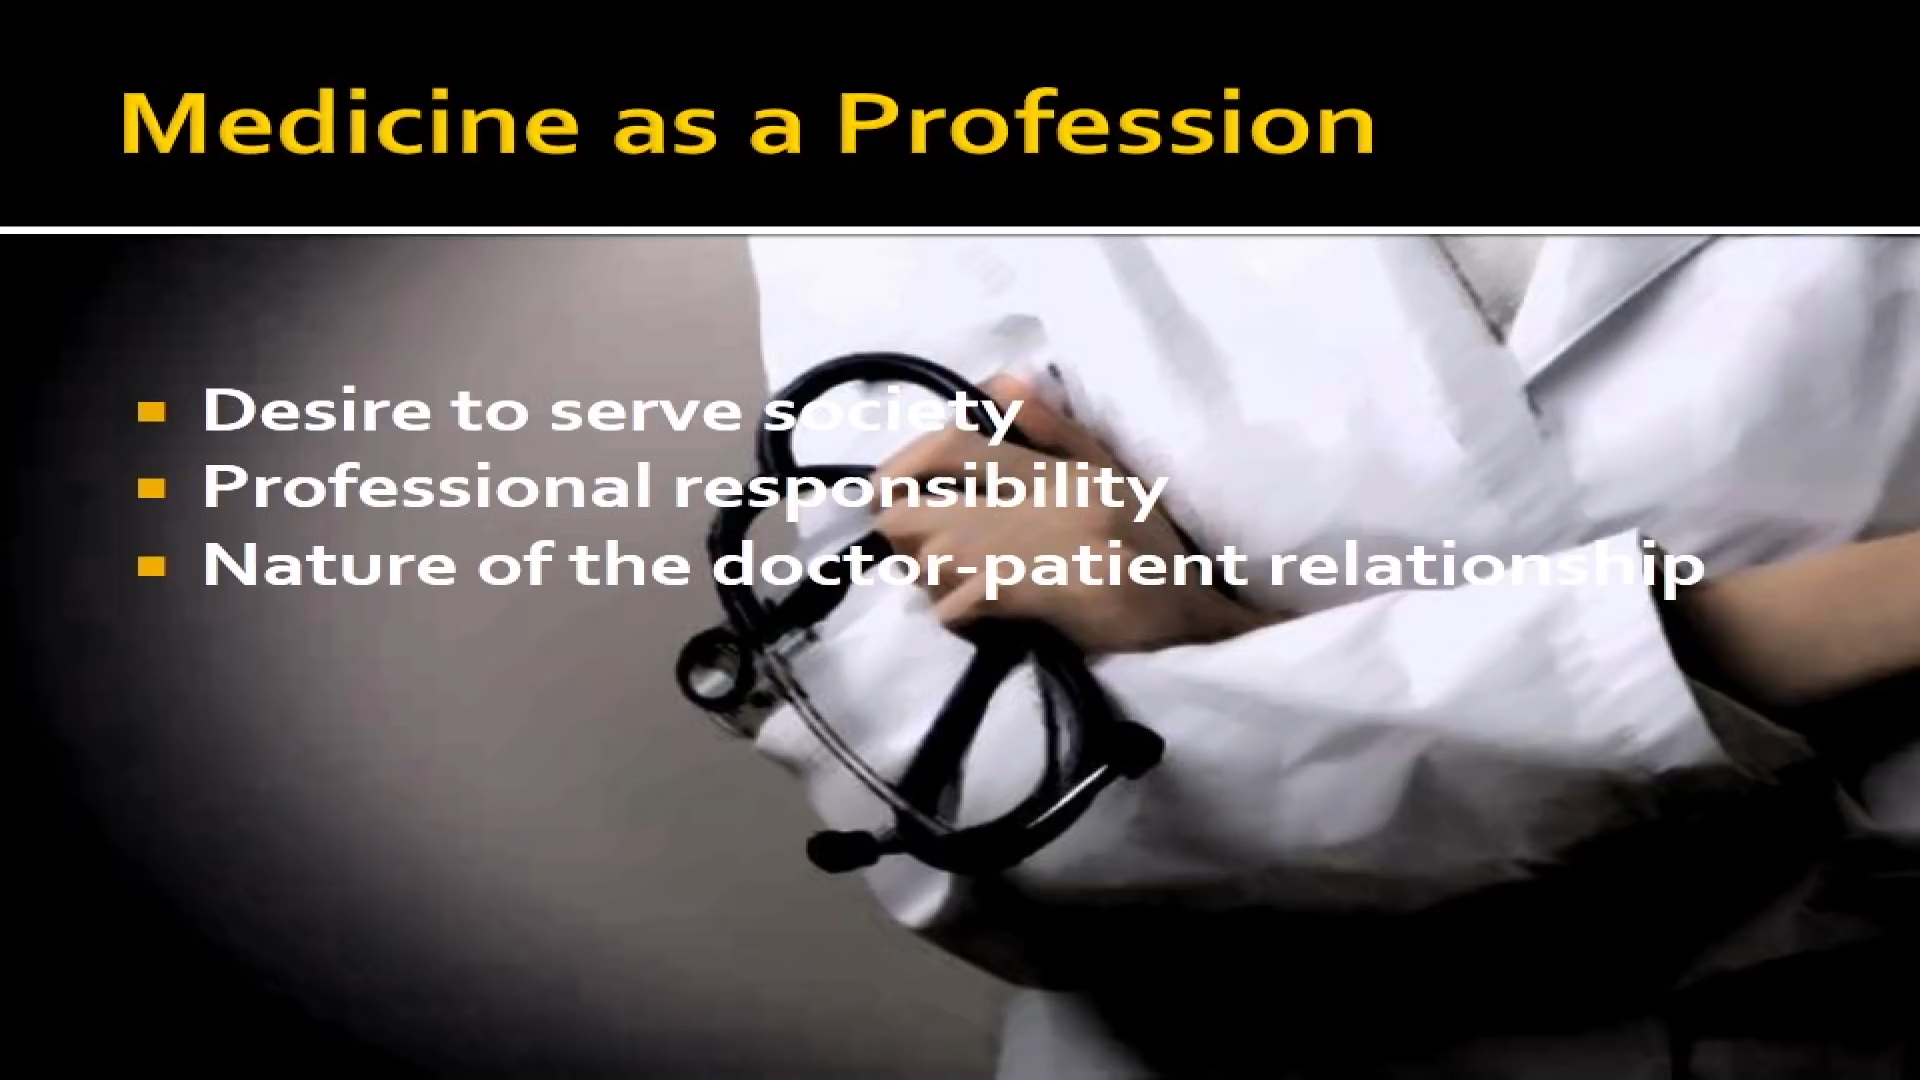 Medicine as a Profession
Desire to serve society
Professional responsibility
Nature of the doctor-patient relationship